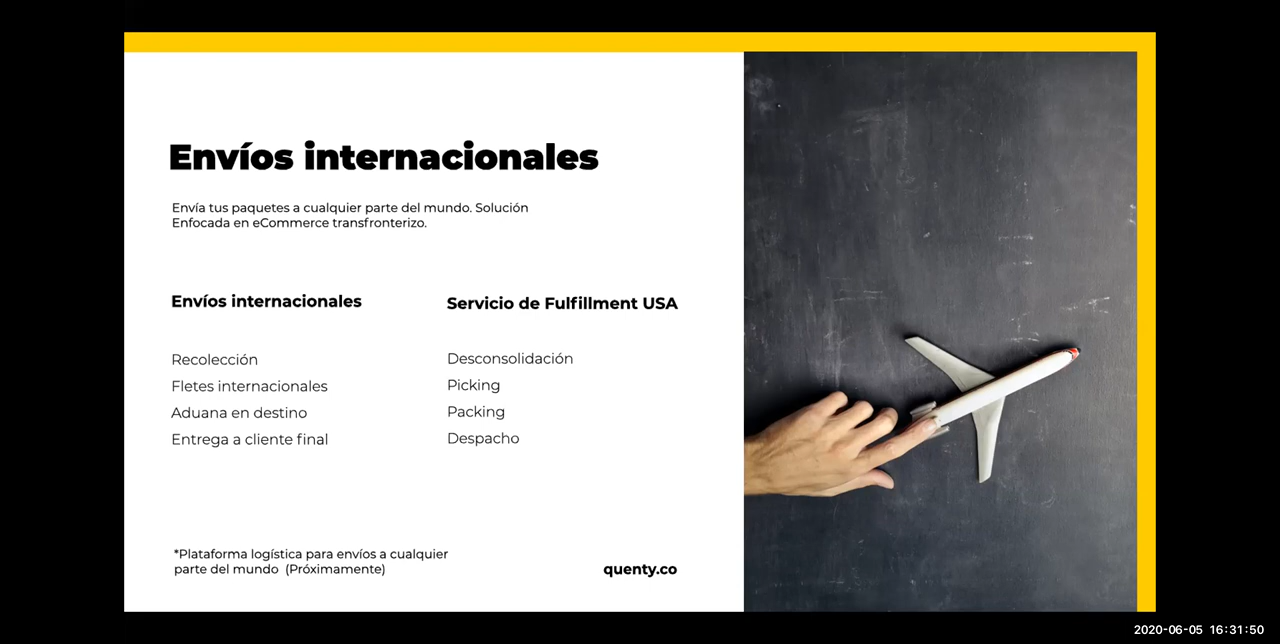 Envíos internacionales
Envía tus paquetes a cualquier parte del mundo. Solución
Enfocada en eCommerce transfronterizo.
Envíos internacionales
Recolección
Fletes internacionales
Aduana en destino
Entrega a cliente final
Servicio de Fulfillment USA
Desconsolidación
Picking
Packing
Despacho
*Plataforma logística para envíos a cualquier
parte del mundo  (Próximamente)
quenty.co
2020-06-05 16:31:50